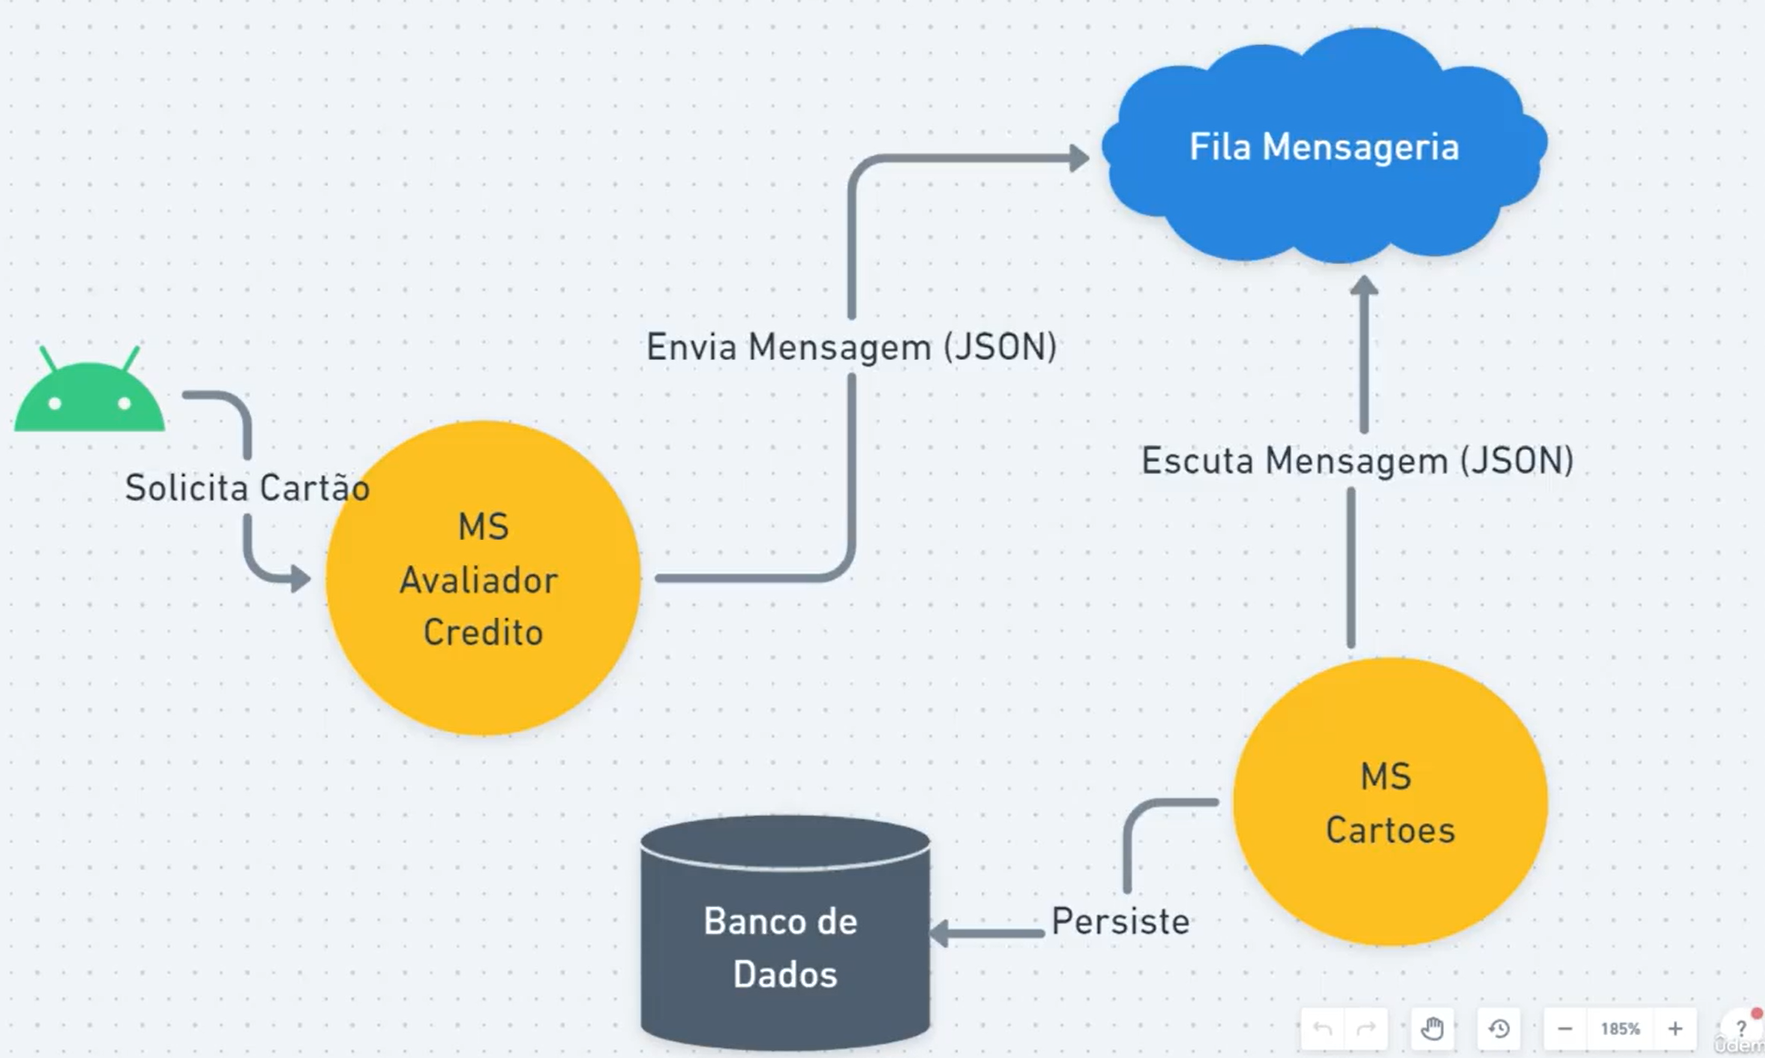 Fila Mensageria
Envia Mensagem (JSON)
Solicita Cartão
MS
Avaliador
Credito
Escuta Mensagem (JSON)
MS
Cartoes
Persiste
Banco de
Dados
185%
?